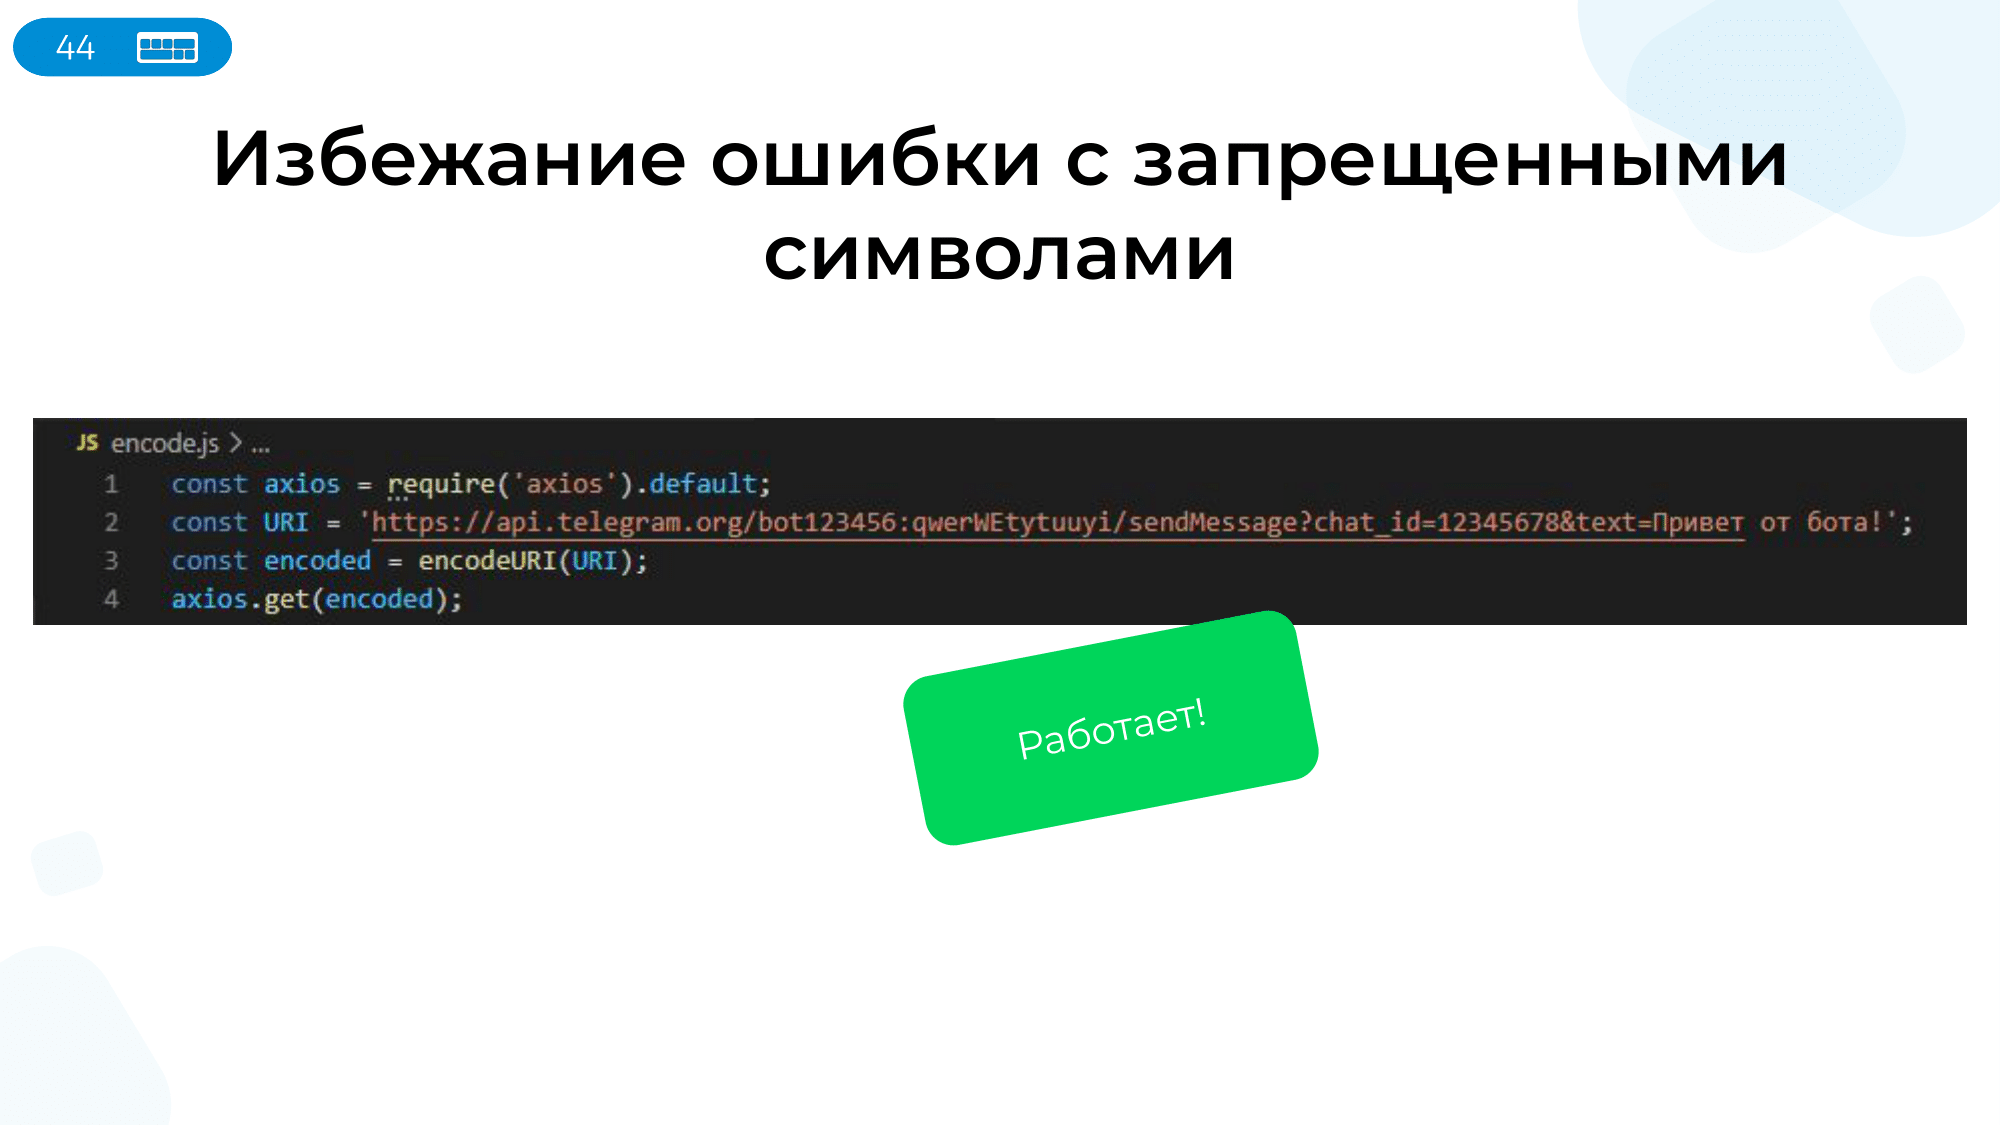 44
Избежание ошибки с запрещенными
символами
JS encode.js > ...
1 const axios = require('axios').default;
2 const URI = 'https://api.telegram.org/bot123456:qwerWEtytuuyi/sendMessage?chat_id=12345678&text=Привет от бота!';
3 const encoded = encodeURI(URI);
4 axios.get(encoded);
Работает!